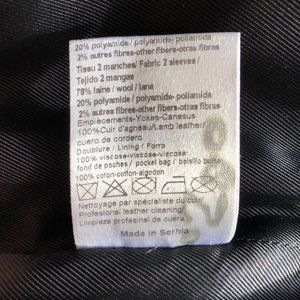 20% polyamide / polyamide-poliamida
2% autres fibres-other fibers-otras fibras
Tissu 2 manches/ Fabric 2 sleeves /
Tejido 2 mangas
78% laine / wool / lana
20% polyamide / polyamide-poliamida
2% autres fibres-other fibers-otras fibras
Emplècements-Yokes-Canesus
100%Cuir d'agneau/Lamb leather/
cuero de cordero
Doublure / Lining / Forro
100% viscose-viscose-viscosa
fond de poches / pocket bag / bolsillo bolso
100% coton-cotton-algodon
Nettoyage par spécialiste du cuir
Profesional leather cleaning
Limpieza profesional de cuero
Made in Serbia